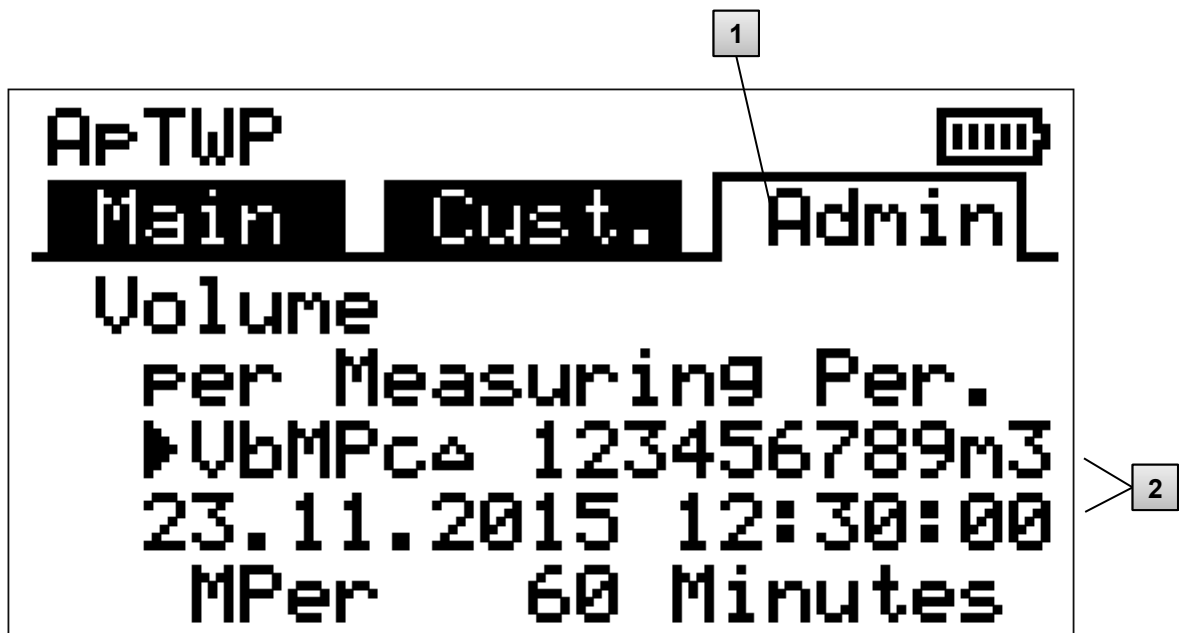 1
ApTWP
Main Cust. Admin
Volume
per Measuring Per.
▶VbMPc△ 123456789m3
23.11.2015 12:30:00
2
MPer 60 Minutes